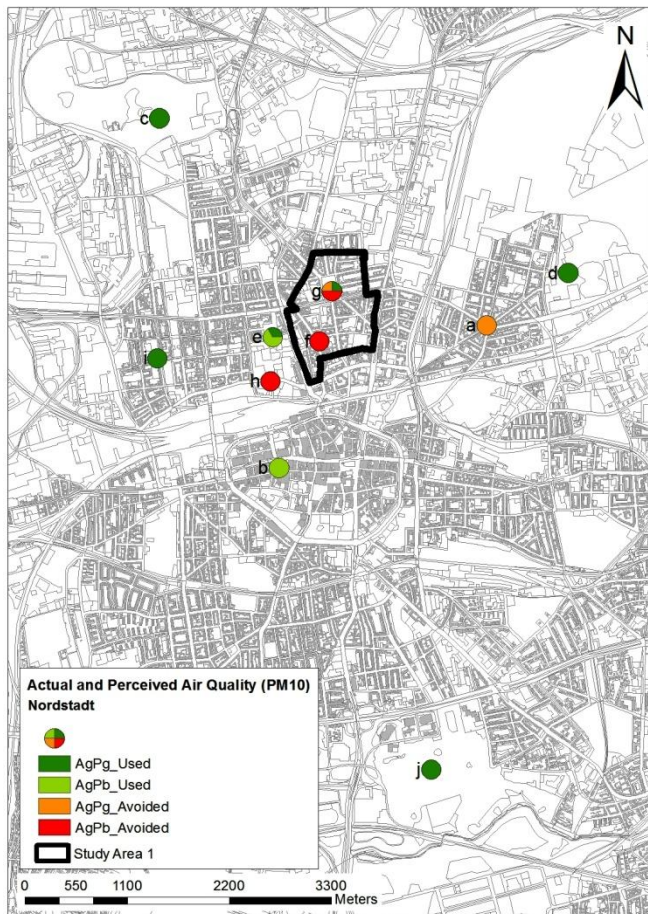 N
c
d
g
a
e
f
i
h
b
j
Actual and Perceived Air Quality (PM10)
Nordstadt
AgPg_Used
AgPb_Used
AgPg_Avoided
AgPb_Avoided
Study Area 1
0 550 1100 2200 3300
Meters